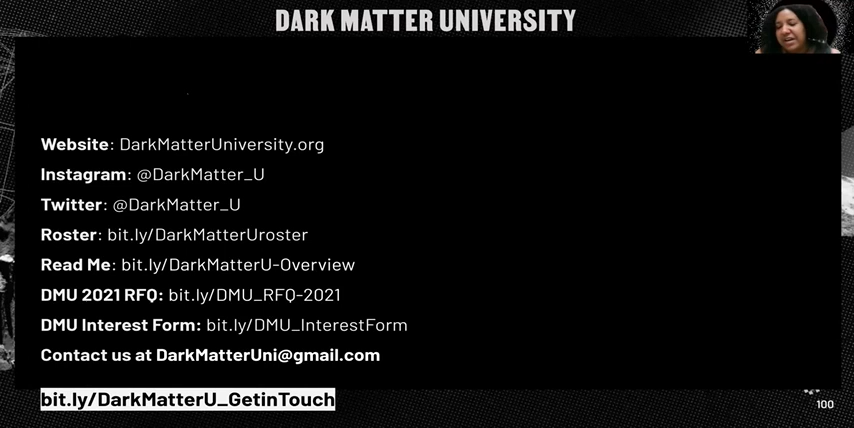 DARK MATTER UNIVERSITY
Website: DarkMatterUniversity.org
Instagram: @DarkMatter_U
Twitter: @DarkMatter_U
Roster: bit.ly/DarkMatterUroster
Read Me: bit.ly/DarkMatterU-Overview
DMU 2021 RFQ: bit.ly/DMU_RFQ-2021
DMU Interest Form: bit.ly/DMU_InterestForm
Contact us at DarkMatterUni@gmail.com
bit.ly/DarkMatterU_GetinTouch
100